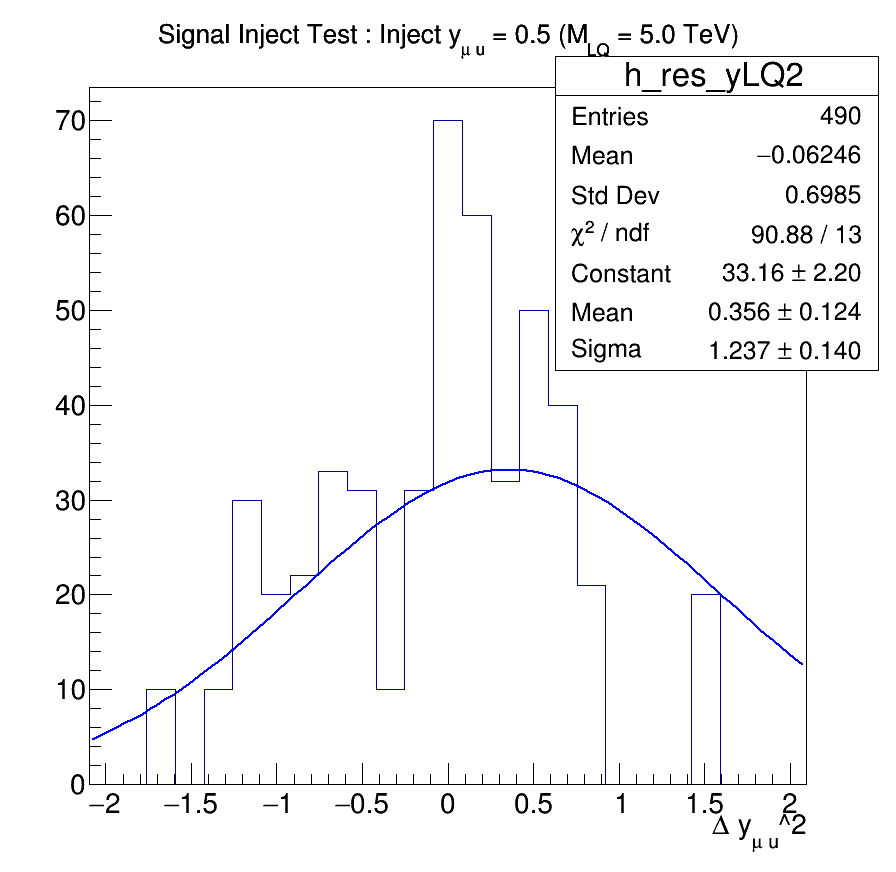 Signal Inject Test : Inject y_μ u = 0.5 (M_LQ = 5.0 TeV)
h_res_yLQ2
Entries 490
Mean −0.06246
Std Dev 0.6985
χ² / ndf 90.88 / 13
Constant 33.16 ± 2.20
Mean 0.356 ± 0.124
Sigma 1.237 ± 0.140
70
60
50
40
30
20
10
0
−2 −1.5 −1 −0.5 0 0.5 1 1.5 2
Δ y_μ u^2